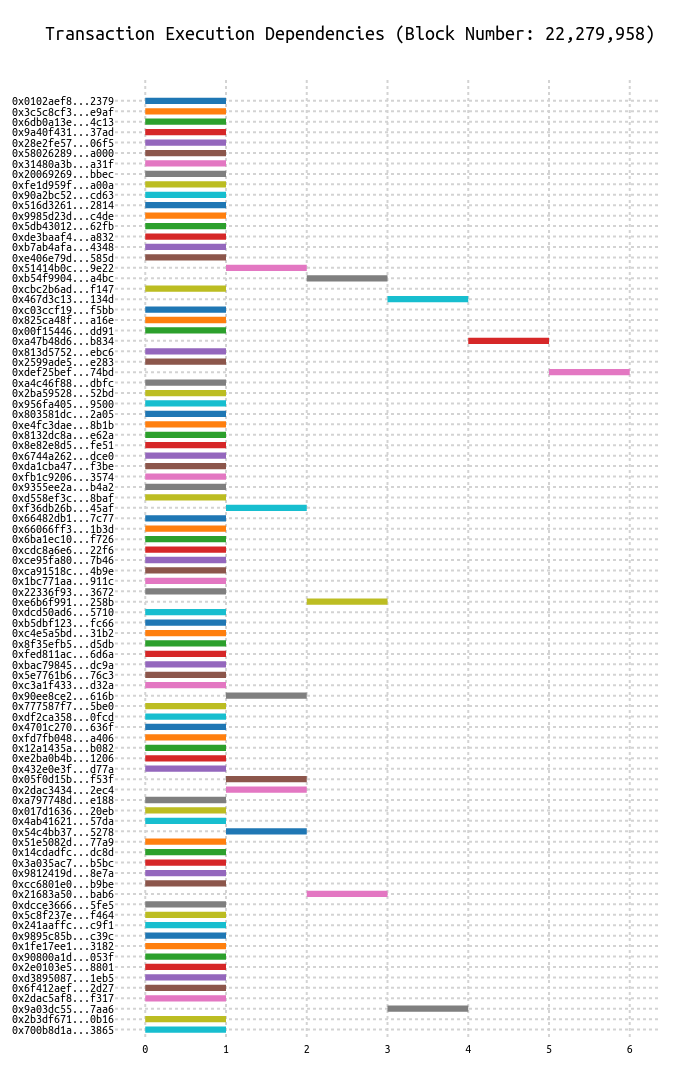 Transaction Execution Dependencies (Block Number: 22,279,958)
0x0102aef8...2379
0x3c5c8cf3...e9af
0x6db0a13e...4c13
0x9a40f431...37ad
0x28e2fe57...06f5
0x58026289...a000
0x31480a3b...a31f
0x20069269...bbec
0xfe1d959f...a00a
0x90a2bc52...cd63
0x516d3261...2814
0x9985d23d...c4de
0x5db43012...62fb
0xde3baaf4...a832
0xb7ab4afa...4348
0xe406e79d...585d
0x51414b0c...9e22
0xb54f9904...a4bc
0xcbc2b6ad...f147
0x467d3c13...134d
0xc03ccf19...f5bb
0x825ca48f...a16e
0x00f15446...dd91
0xa47b48d6...b834
0x813d5752...ebc6
0x2599ade5...e283
0xdef25bef...74bd
0xa4c46f88...dbfc
0x2ba59528...52bd
0x956fa405...9500
0x803581dc...2a05
0xe4fc3dae...8b1b
0x8132dc8a...e62a
0x8e82e8d5...fe51
0x6744a262...dce0
0xda1cba47...f3be
0xfb1c9206...3574
0x9355ee2a...b4a2
0xd558ef3c...8baf
0xf36db26b...45af
0x66482db1...7c77
0x66066ff3...1b3d
0x6ba1ec10...f726
0xcdc8a6e6...22f6
0xce95fa80...7b46
0xca91518c...4b9e
0x1bc771aa...911c
0x22336f93...3672
0xe6b6f991...258b
0xdcd50ad6...5710
0xb5dbf123...fc66
0xc4e5a5bd...31b2
0x8f35efb5...d5db
0xfed811ac...6d6a
0xbac79845...dc9a
0x5e7761b6...76c3
0xc3a1f433...d32a
0x90ee8ce2...616b
0x777587f7...5be0
0xdf2ca358...0fcd
0x4701c270...636f
0xfd7fb048...a406
0x12a1435a...b082
0xe2ba0b4b...1206
0x432e0e3f...d77a
0x05f0d15b...f53f
0x2dac3434...2ec4
0xa797748d...e188
0x017d1636...20eb
0x4ab41621...57da
0x54c4bb37...5278
0x51e5082d...77a9
0x14cdadfc...dc8d
0x3a035ac7...b5bc
0x9812419d...8e7a
0xcc6801e0...b9be
0x21683a50...bab6
0xdcce3666...5fe5
0x5c8f237e...f464
0x241aaffc...c9f1
0x9895c85b...c39c
0x1fe17ee1...3182
0x90800a1d...053f
0x2e0103e5...8801
0xd3895087...1eb5
0x6f412aef...2d27
0x2dac5af8...f317
0x9a03dc55...7aa6
0x2b3df671...0b16
0x700b8d1a...3865
0 1 2 3 4 5 6